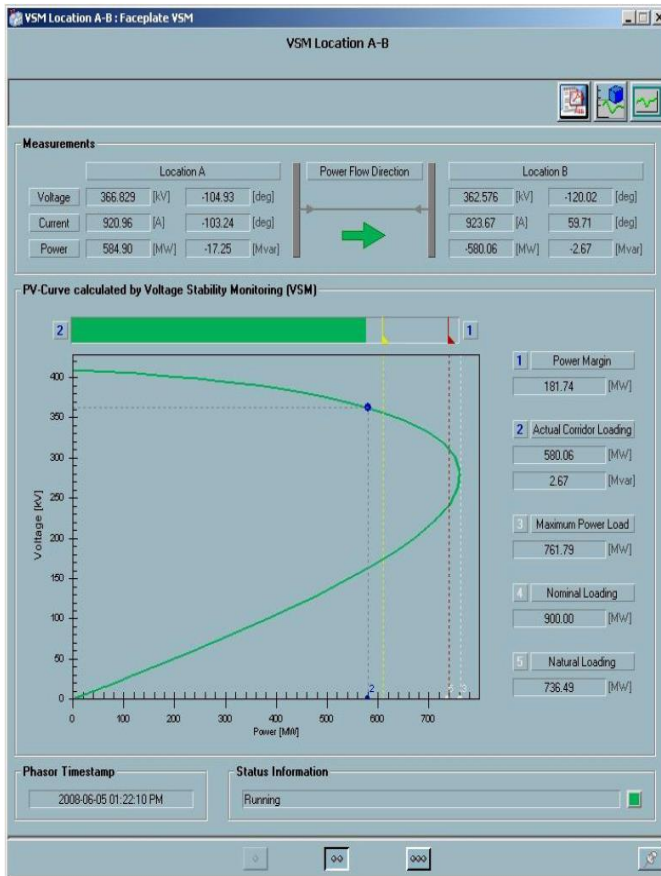 VSM Location A-B : Faceplate VSM
VSM Location A-B
Measurements
Location A
Power Flow Direction
Location B
Voltage 366.829 [kV] -104.93 [deg] 362.576 [kV] -120.02 [deg]
Current 920.96 [A] -103.24 [deg] 923.67 [A] 59.71 [deg]
Power 584.90 [MW] -17.25 [Mvar] -580.06 [MW] -2.67 [Mvar]
PV-Curve calculated by Voltage Stability Monitoring (VSM)
2
1
400
350
300
250
200
150
100
50
0
Voltage [kV]
2
5
3
0 100 200 300 400 500 600 700
Power [MW]
1 Power Margin
181.74 [MW]
2 Actual Corridor Loading
580.06 [MW]
2.67 [Mvar]
3 Maximum Power Load
761.79 [MW]
4 Nominal Loading
900.00 [MW]
5 Natural Loading
736.49 [MW]
Phasor Timestamp
2008-06-05 01:22:10 PM
Status Information
Running